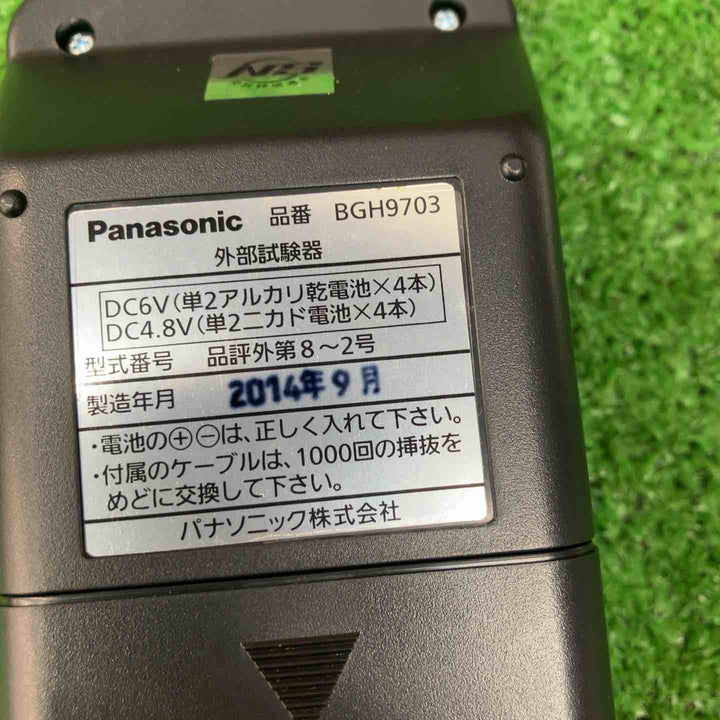 Panasonic 品番 BGH9703
外部試験器
DC6V(単2アルカリ乾電池×4本)
DC4.8V(単2ニカド電池×4本)
型式番号 品評外第8～2号
製造年月 2014年9月
・電池の⊕⊖は、正しく入れて下さい。
・付属のケーブルは、1000回の挿抜を
めどに交換して下さい。
パナソニック株式会社